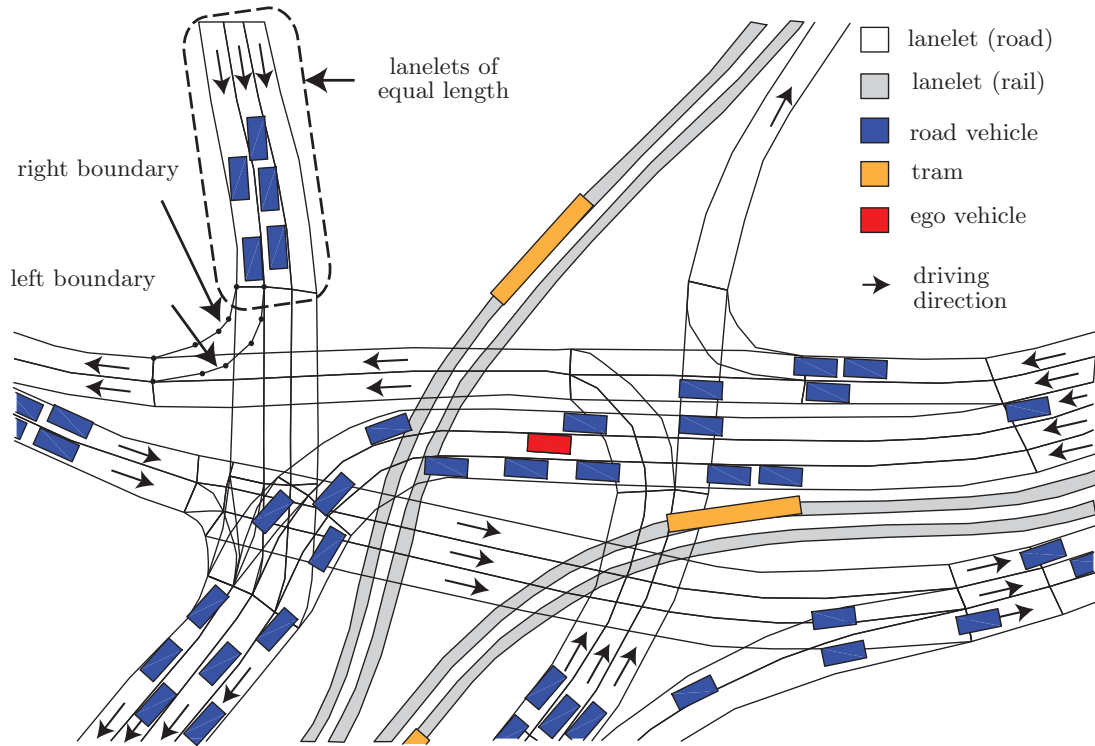 lanelets of
equal length
right boundary
left boundary
lanelet (road)
lanelet (rail)
road vehicle
tram
ego vehicle
driving
direction